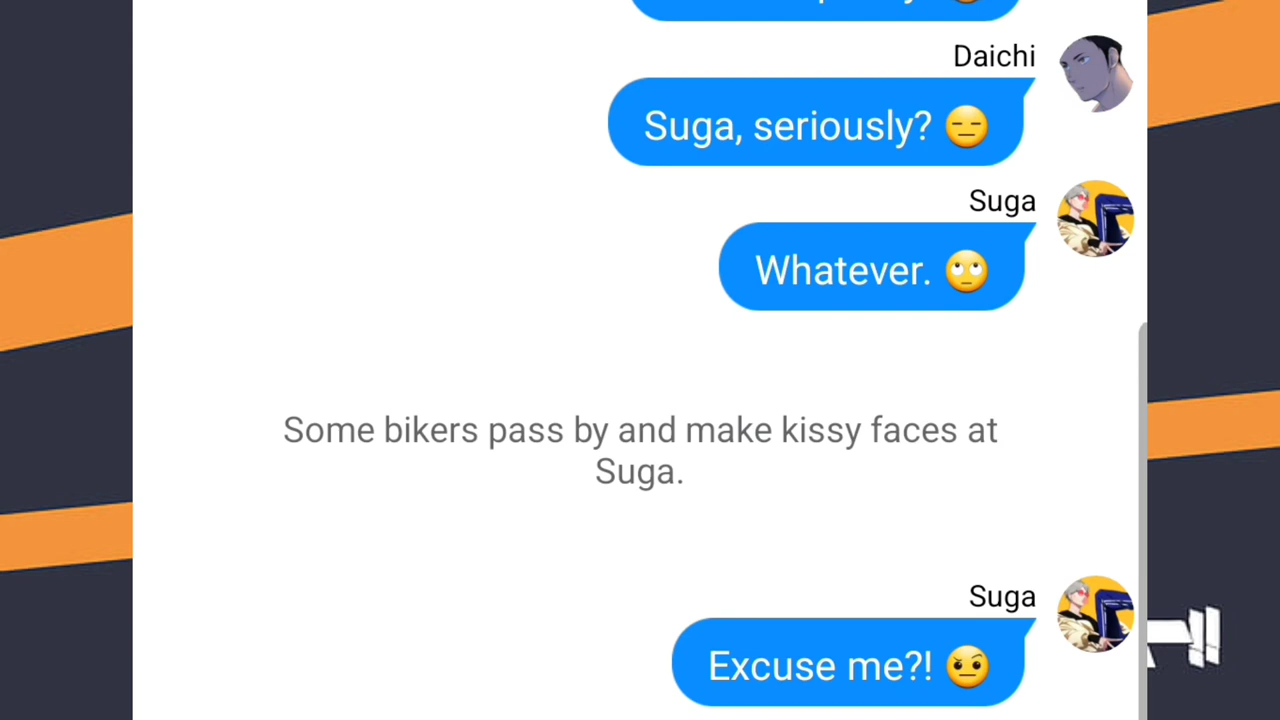 Daichi
Suga, seriously? 😑
Suga
Whatever. 🙄
Some bikers pass by and make kissy faces at
Suga.
Suga
Excuse me?! 🤨